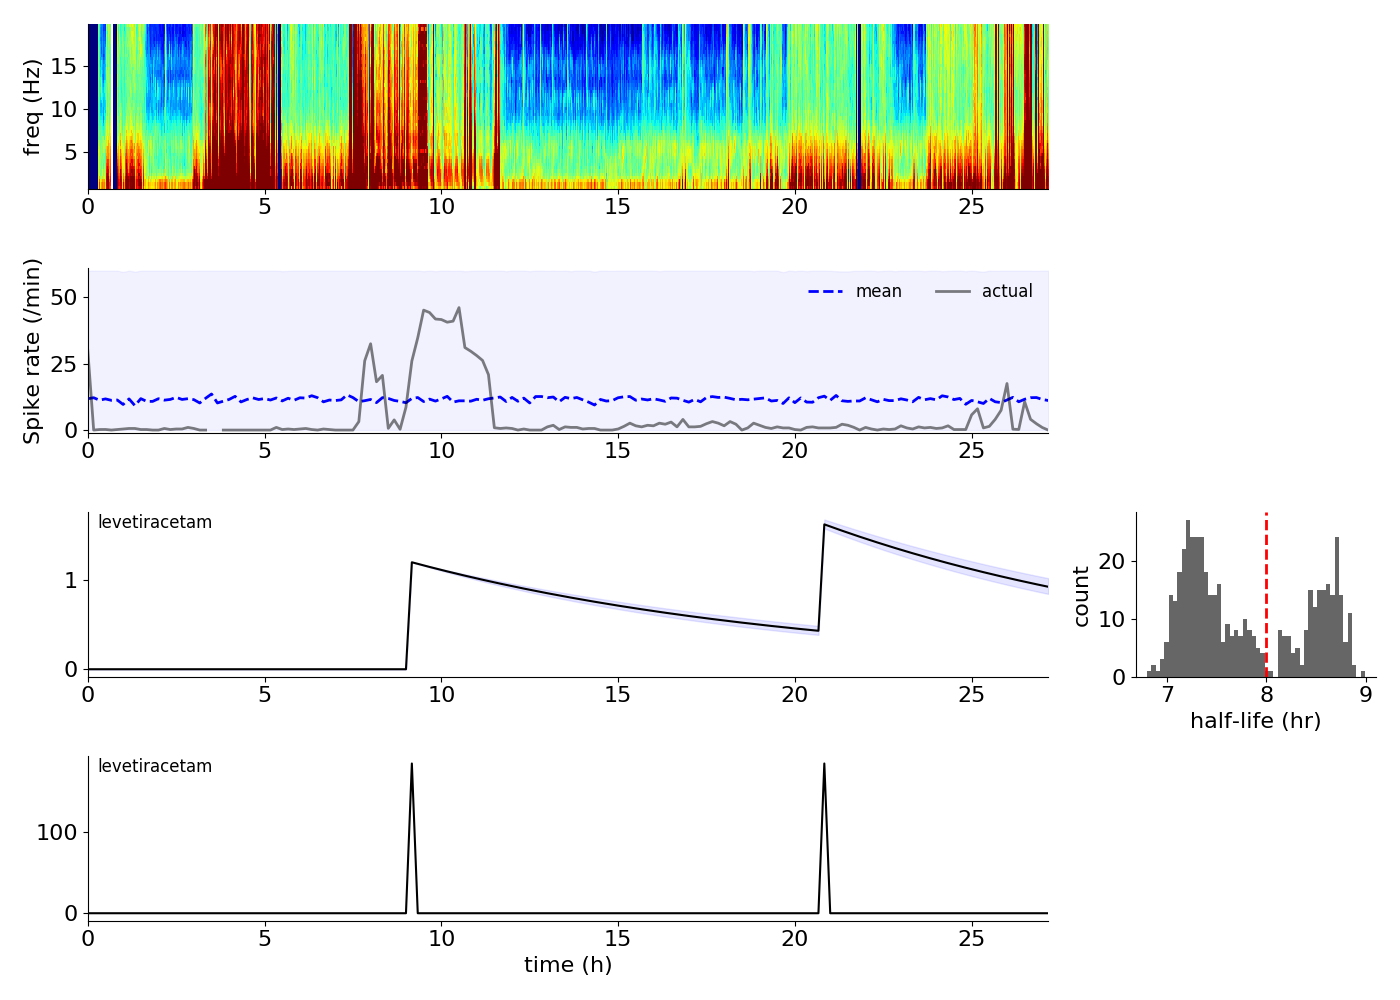 freq (Hz)
15
10
5
0 5 10 15 20 25
Spike rate (/min)
50
25
0
mean actual
0 5 10 15 20 25
levetiracetam
1
0
0 5 10 15 20 25
count
20
10
0
7 8 9
half-life (hr)
levetiracetam
100
0
0 5 10 15 20 25
time (h)